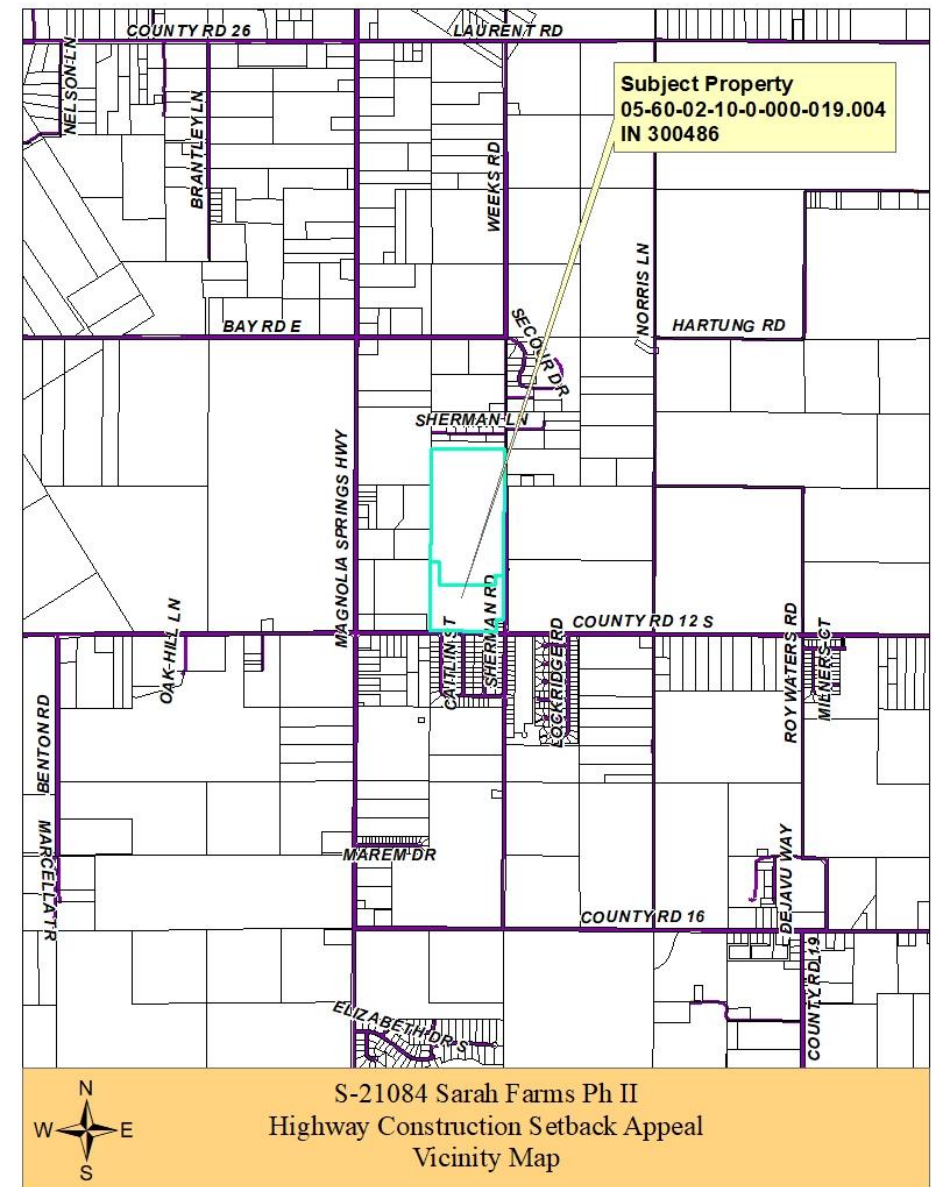 COUNTY RD 26
LAURENT RD
NELSON LN
BRANTLEY LN
WEEKS RD
Subject Property
05-60-02-10-0-000-019.004
IN 300486
NORRIS LN
BAY RD E
HARTUNG RD
SECOUR DR
SHERMAN LN
MAGNOLIA SPRINGS HWY
SHERMAN RD
COUNTY RD 12 S
OAK HILL LN
CAITLIN ST
LOCKRIDGE RD
ROY WATERS RD
MILNERS CT
BENTON RD
MARCELLA TR
MAREM DR
DEJAVU WAY
COUNTY RD 16
COUNTY RD 19
ELIZABETH DR S
N
W E
S
S-21084 Sarah Farms Ph II
Highway Construction Setback Appeal
Vicinity Map